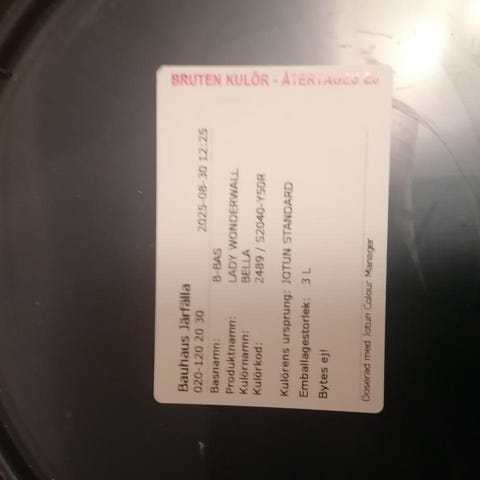 BRUTEN KULÖR - ÅTERTAGES EJ
Bauhaus Järfälla
020-120 20 30 2025-08-30 12:25
Basnamn: B-BAS
Produktnamn: LADY WONDERWALL
Kulörnamn: BELLA
Kulörkod: 2489 / S2040-Y50R
Kulörens ursprung: JOTUN STANDARD
Emballagestorlek: 3 L
Bytes ej!
Doserad med Jotun Colour Manager